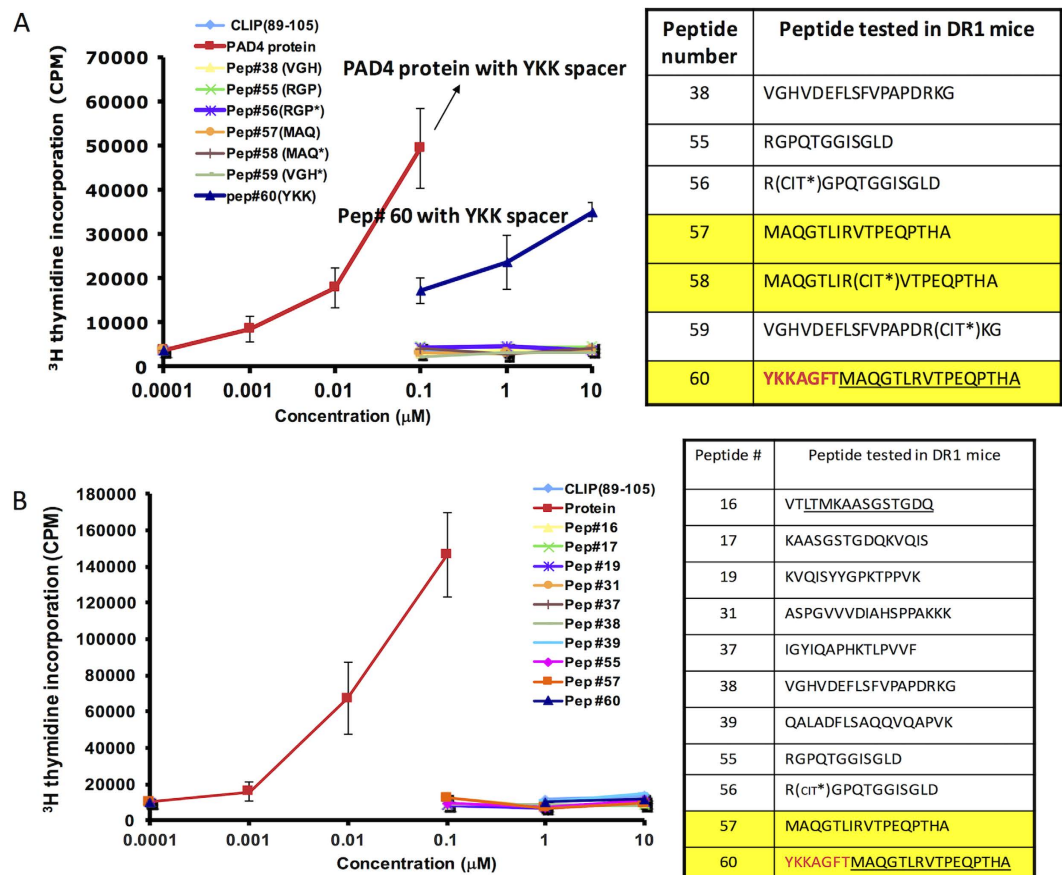 A
CLIP(89-105)
PAD4 protein
Pep#38 (VGH)
Pep#55 (RGP)
Pep#56(RGP*)
Pep#57(MAQ)
Pep#58 (MAQ*)
Pep#59 (VGH*)
pep#60(YKK)
PAD4 protein with YKK spacer
Pep# 60 with YKK spacer
³H thymidine incorporation (CPM)
70000
60000
50000
40000
30000
20000
10000
0
0.0001 0.001 0.01 0.1 1 10
Concentration (μM)
Peptide number Peptide tested in DR1 mice
38 VGHVDEFLSFVPAPDRKG
55 RGPQTGGISGLD
56 R(CIT*)GPQTGGISGLD
57 MAQGTLIRVTPEQPTHA
58 MAQGTLIR(CIT*)VTPEQPTHA
59 VGHVDEFLSFVPAPDR(CIT*)KG
60 YKKAGFTMAQGTLRVTPEQPTHA
B
³H thymidine incorporation (CPM)
180000
160000
140000
120000
100000
80000
60000
40000
20000
0
0.0001 0.001 0.01 0.1 1 10
Concentration (μM)
CLIP(89-105)
Protein
Pep#16
Pep#17
Pep #19
Pep #31
Pep #37
Pep #38
Pep #39
Pep #55
Pep #57
Pep #60
Peptide # Peptide tested in DR1 mice
16 VTLTMKAASGSTGDQ
17 KAASGSTGDQKVQIS
19 KVQISYYGPKTPPVK
31 ASPGVVVDIAHSPPAKKK
37 IGYIQAPHKTLPVVF
38 VGHVDEFLSFVPAPDRKG
39 QALADFLSAQQVQAPVK
55 RGPQTGGISGLD
56 R(CIT*)GPQTGGISGLD
57 MAQGTLIRVTPEQPTHA
60 YKKAGFTMAQGTLRVTPEQPTHA